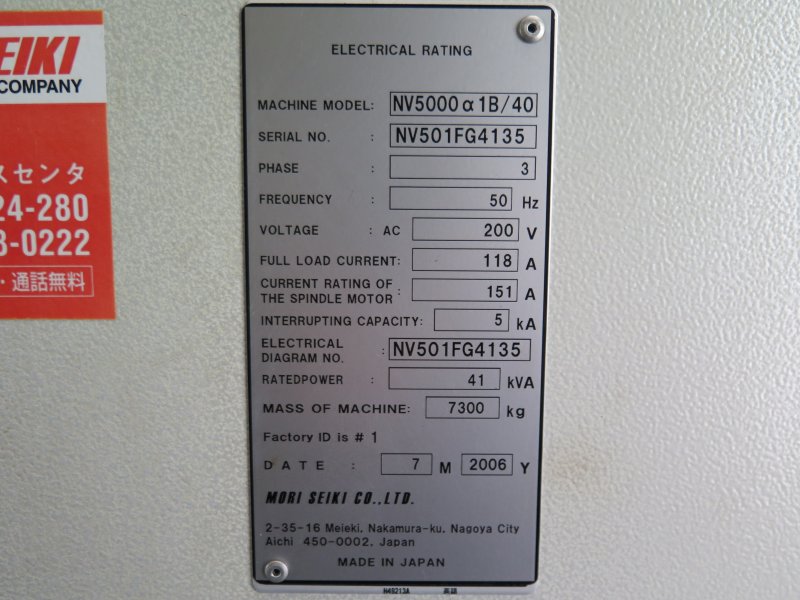 EIKI
COMPANY
スセンタ
24-280
3-0222
・通話無料
ELECTRICAL RATING
MACHINE MODEL: NV5000α1B/40
SERIAL NO. : NV501FG4135
PHASE : 3
FREQUENCY : 50 Hz
VOLTAGE : AC 200 V
FULL LOAD CURRENT: 118 A
CURRENT RATING OF
THE SPINDLE MOTOR : 151 A
INTERRUPTING CAPACITY: 5 kA
ELECTRICAL
DIAGRAM NO. : NV501FG4135
RATEDPOWER : 41 kVA
MASS OF MACHINE: 7300 kg
Factory ID is # 1
DATE : 7 M 2006 Y
MORI SEIKI CO.,LTD.
2-35-16 Meieki, Nakamura-ku, Nagoya City
Aichi 450-0002, Japan
MADE IN JAPAN
H49213A 英語